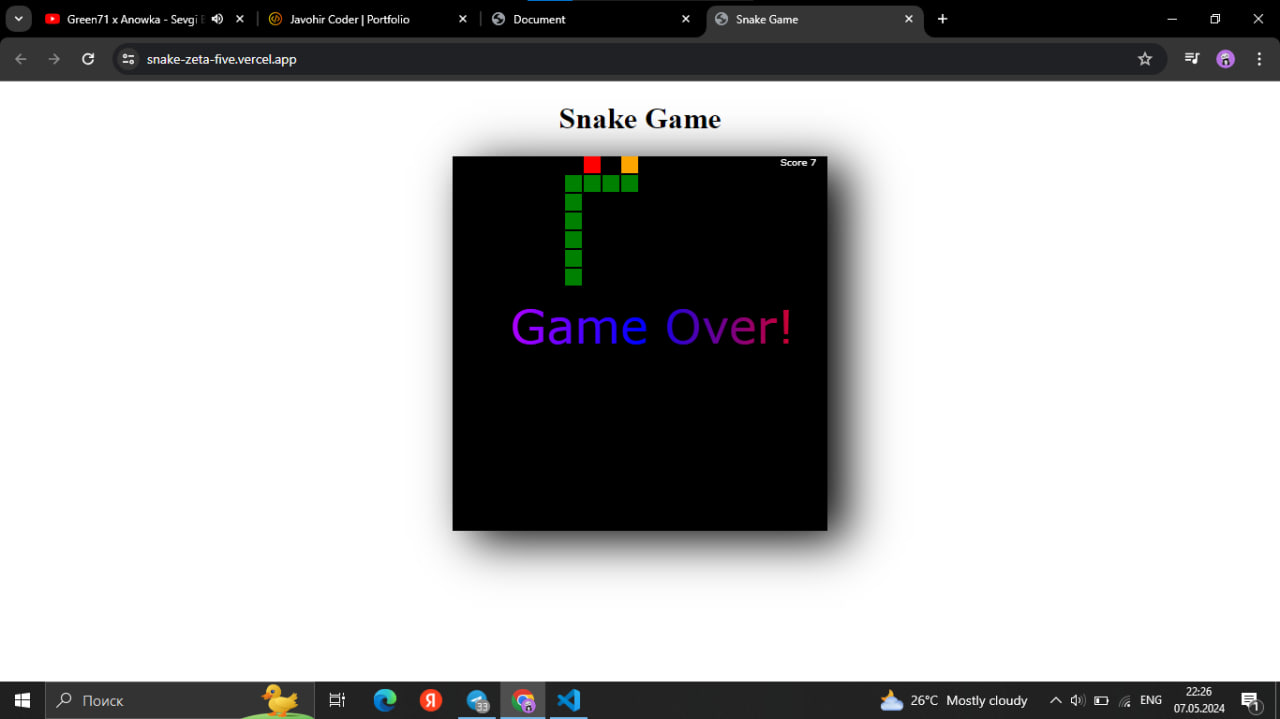 Green71 x Anowka - Sevgi
Javohir Coder | Portfolio
Document
Snake Game
snake-zeta-five.vercel.app
Snake Game
Score 7
Game Over!
Поиск
33
26°C Mostly cloudy
ENG
22:26
07.05.2024
1